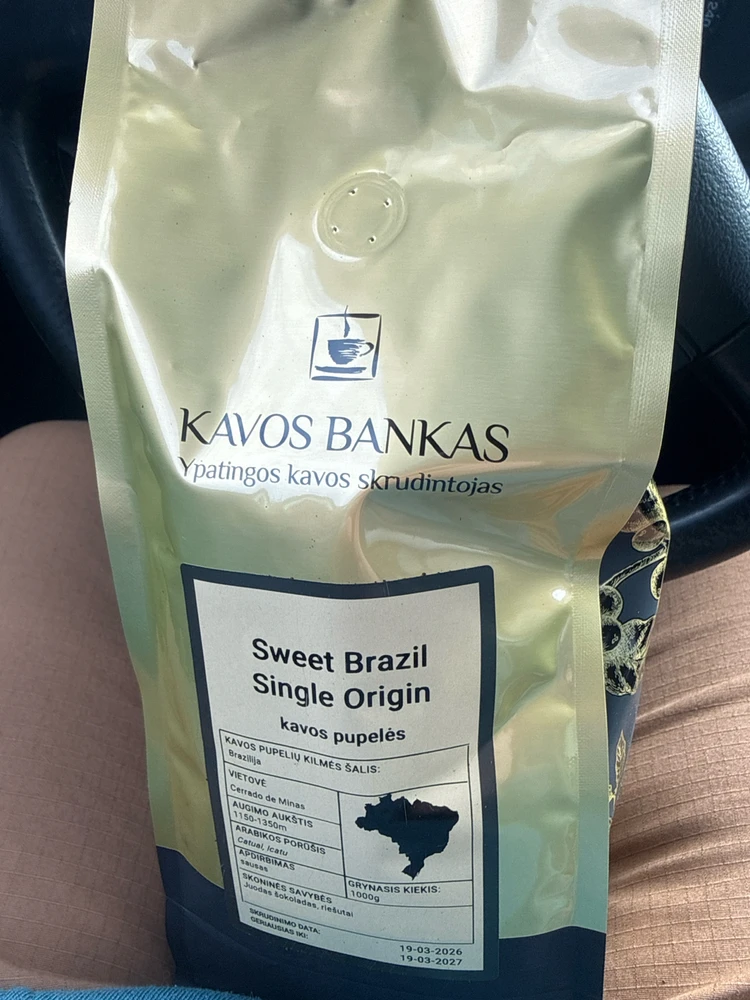 KAVOS BANKAS
Ypatingos kavos skrudintojas
Sweet Brazil
Single Origin
kavos pupelės
KAVOS PUPELIŲ KILMĖS ŠALIS:
Brazilija
VIETOVĖ
Cerrado de Minas
AUGIMO AUKŠTIS
1150-1350m
ARABIKOS PORŪŠIS
Catuai, Icatu
APDIRBIMAS
sausas
GRYNASIS KIEKIS:
1000g
SKONINĖS SAVYBĖS
Juodas šokoladas, riešutai
SKRUDINIMO DATA: 19-03-2026
GERIAUSIAS IKI: 19-03-2027